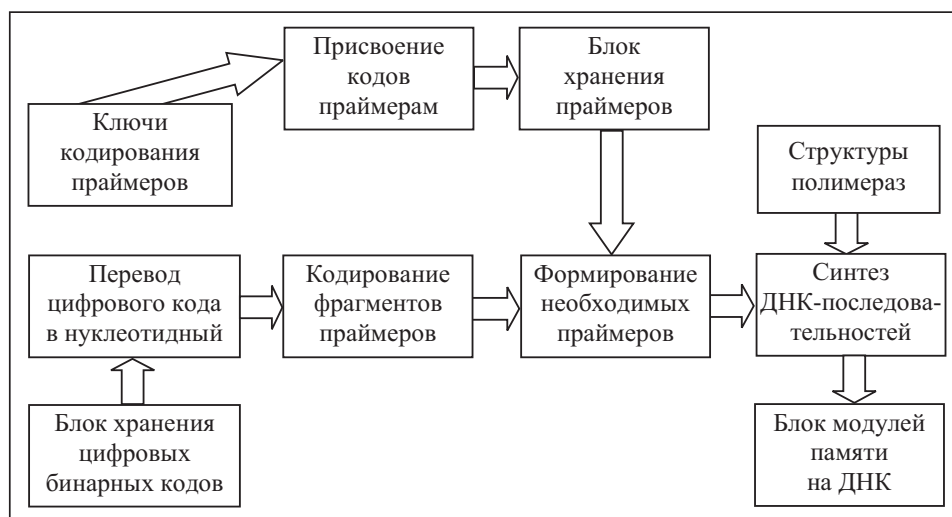 Присвоение
кодов
праймерам
Блок
хранения
праймеров
Ключи
кодирования
праймеров
Структуры
полимераз
Перевод
цифрового кода
в нуклеотидный
Кодирование
фрагментов
праймеров
Формирование
необходимых
праймеров
Синтез
ДНК-последова-
тельностей
Блок хранения
цифровых
бинарных кодов
Блок модулей
памяти
на ДНК